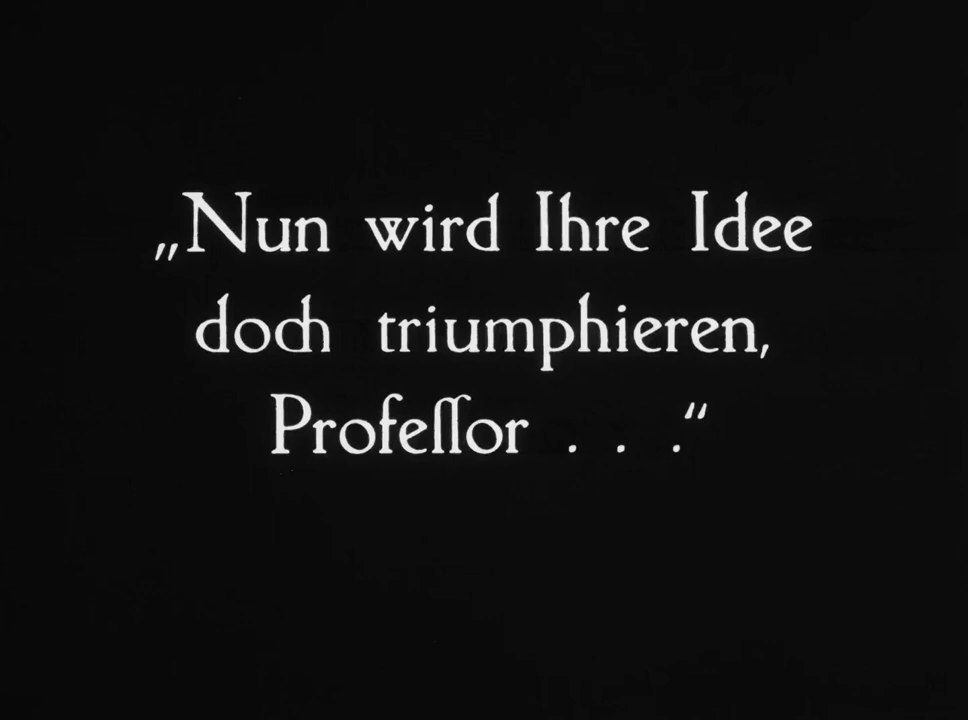 „Nun wird Ihre Idee
doch triumphieren,
Profeſſor . . .“